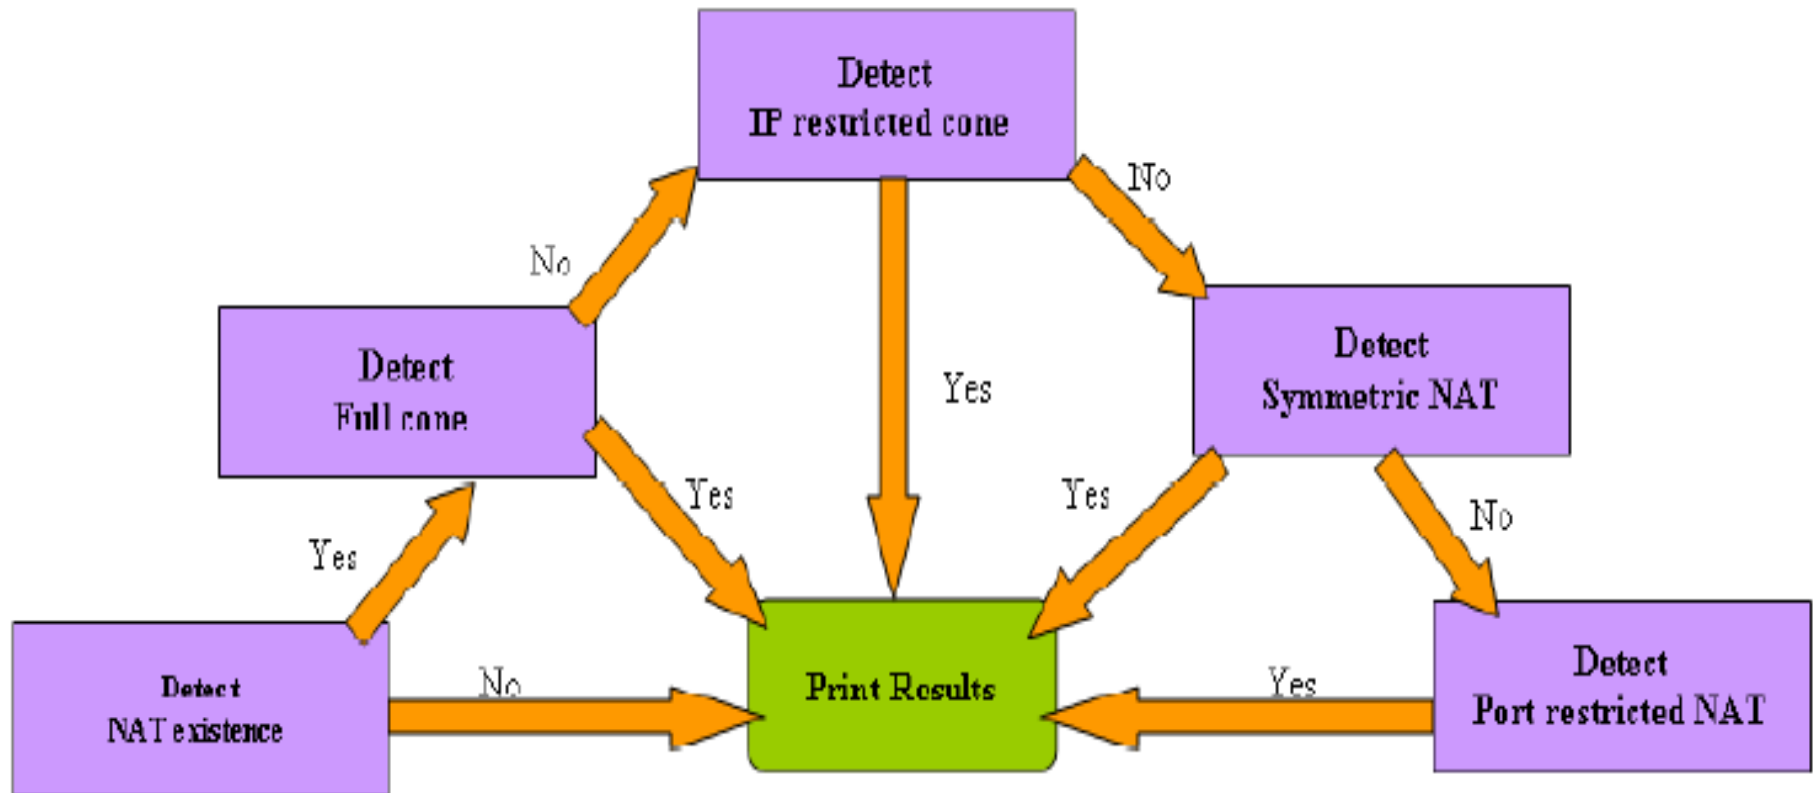 Detect
IP restricted cone
No
No
Detect
Full cone
Yes
Detect
Symmetric NAT
Yes
Yes
Yes
No
Detect
NAT existence
No
Print Results
Yes
Detect
Port restricted NAT